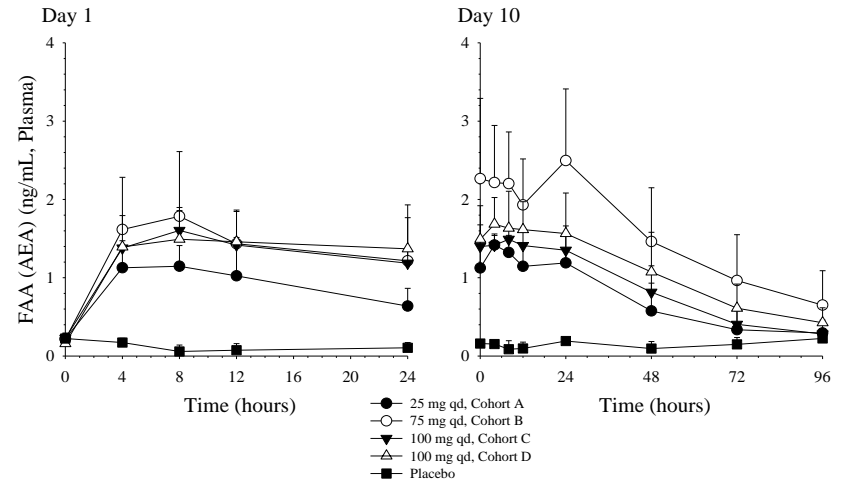 Day 1
Day 10
FAA (AEA) (ng/mL, Plasma)
4
3
2
1
0
0 4 8 12 16 20 24
Time (hours)
4
3
2
1
0
0 24 48 72 96
Time (hours)
25 mg qd, Cohort A
75 mg qd, Cohort B
100 mg qd, Cohort C
100 mg qd, Cohort D
Placebo